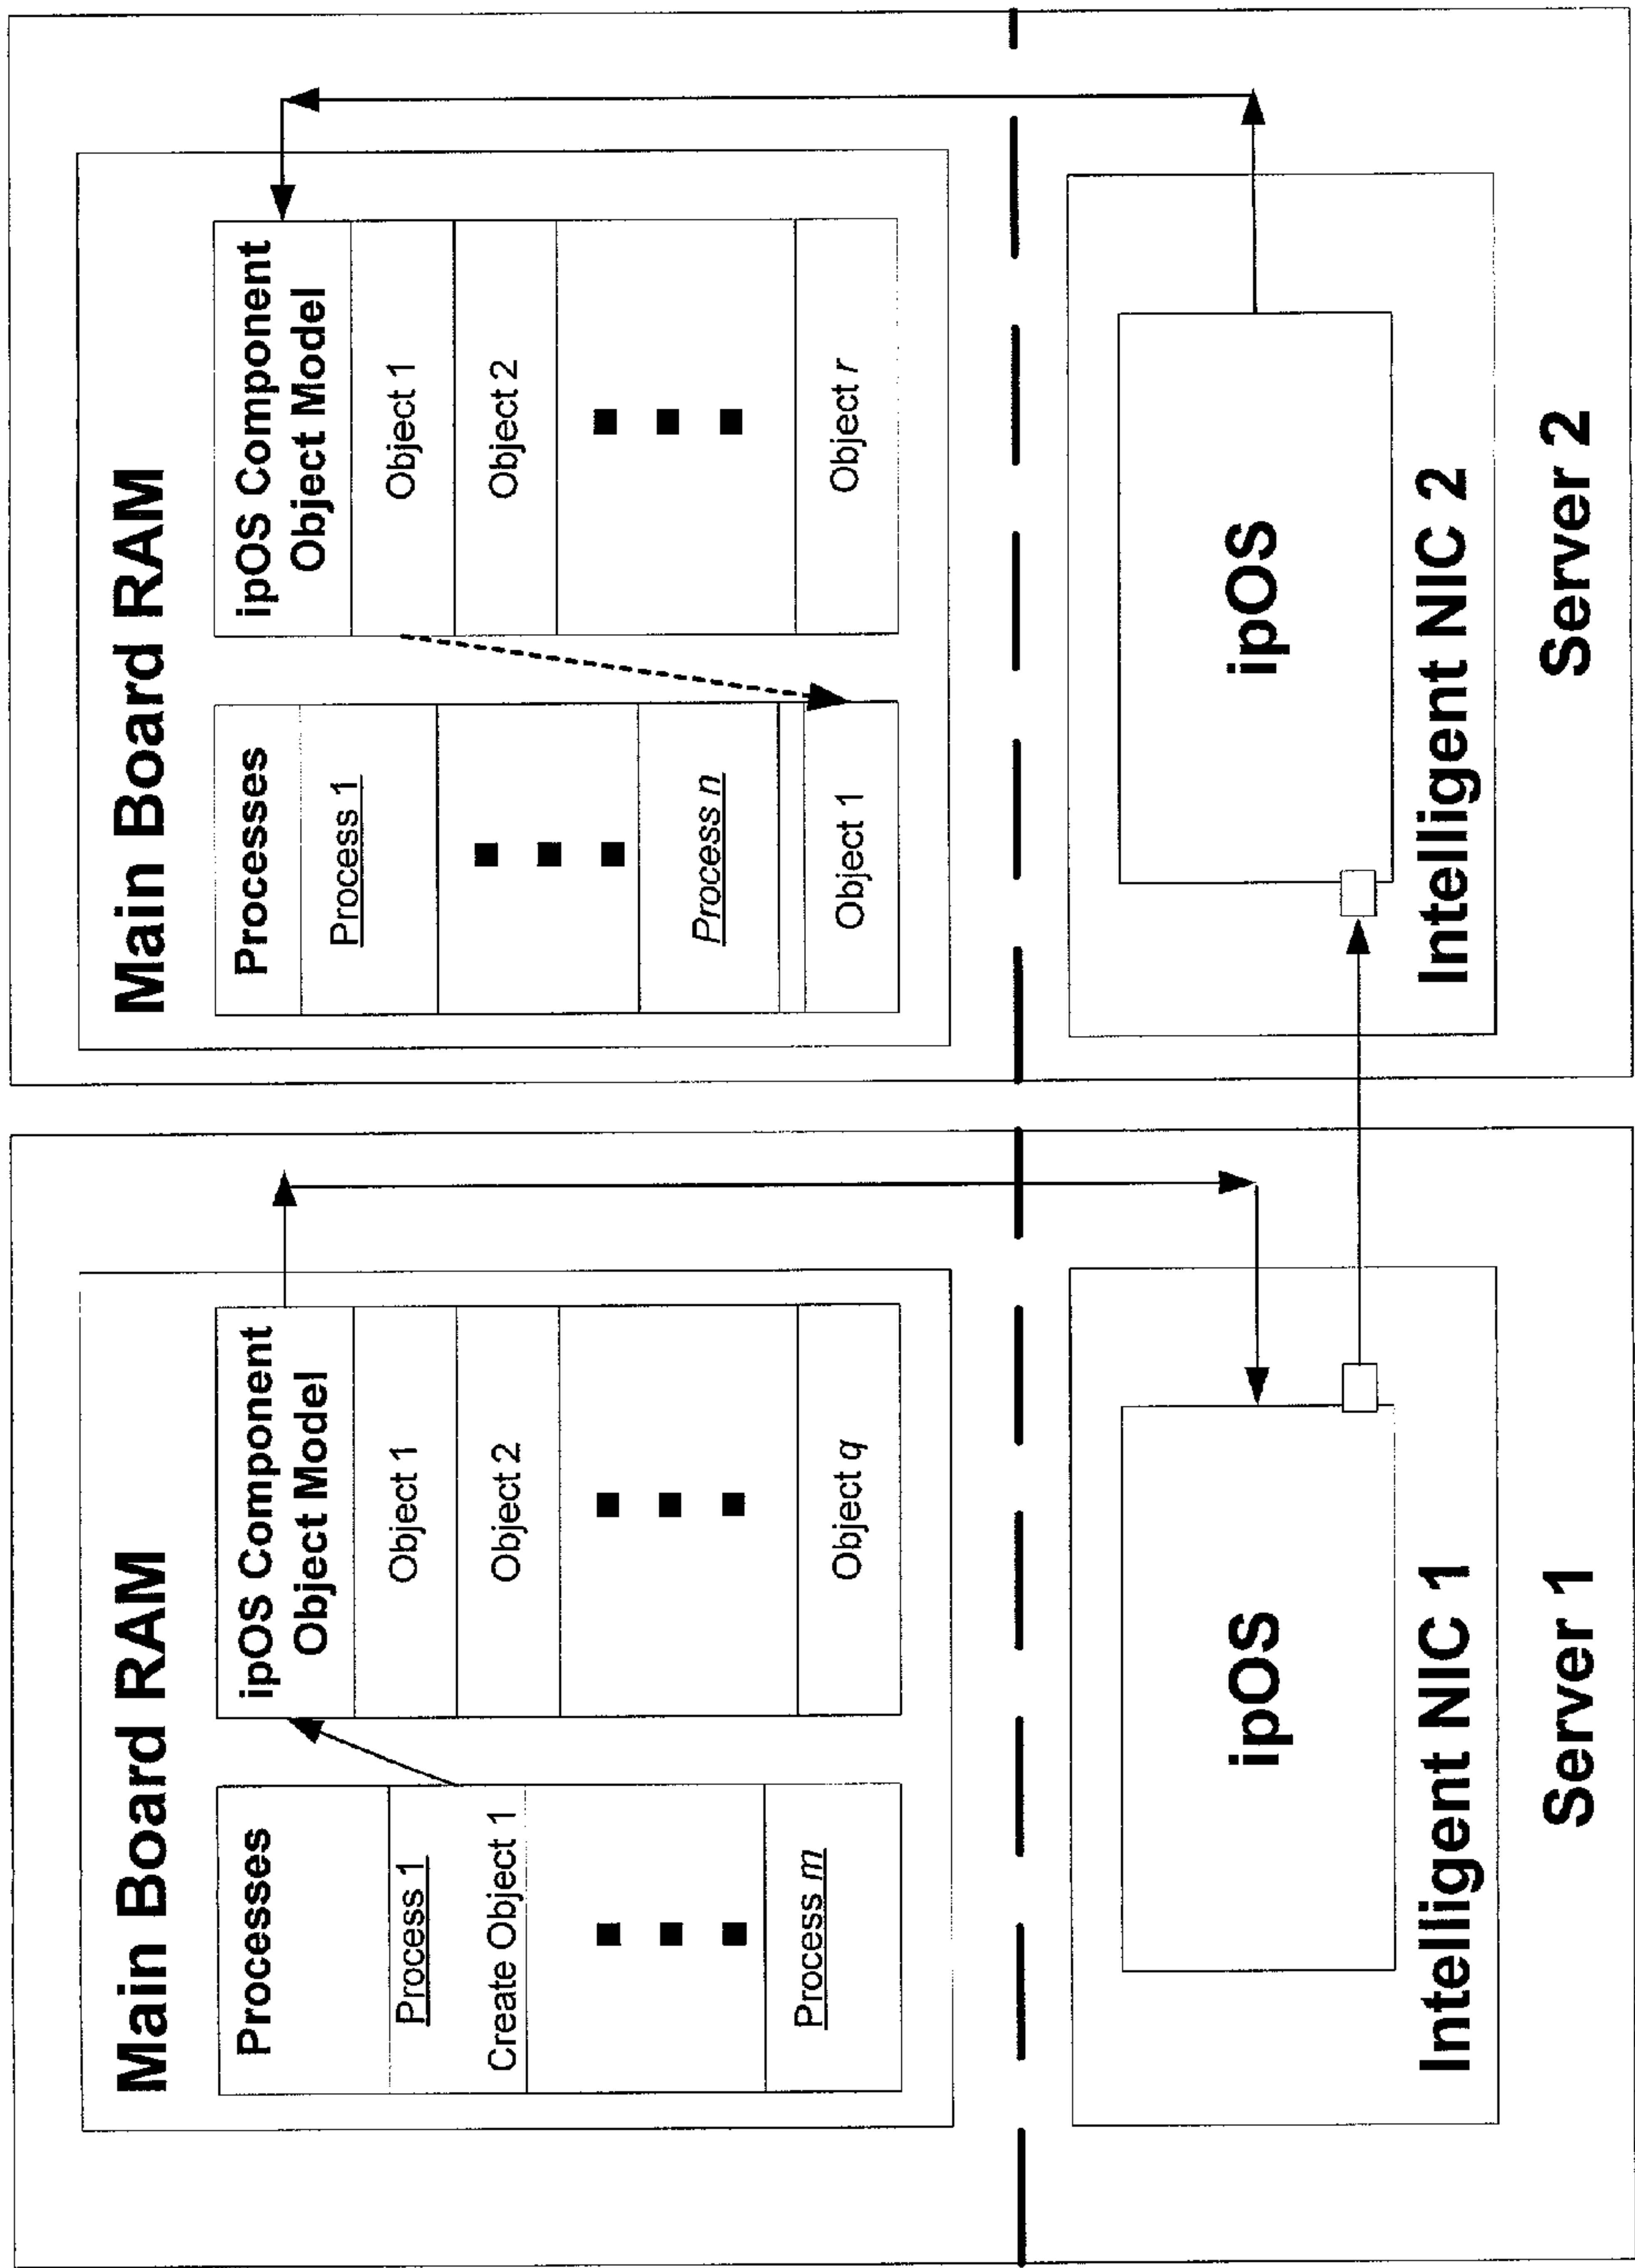 Main Board RAM
Processes
Process 1
Create Object 1
Process m
ipOS Component
Object Model
Object 1
Object 2
Object q
ipOS
Intelligent NIC 1
Server 1
Main Board RAM
Processes
Process 1
Process n
Object 1
ipOS Component
Object Model
Object 1
Object 2
Object r
ipOS
Intelligent NIC 2
Server 2